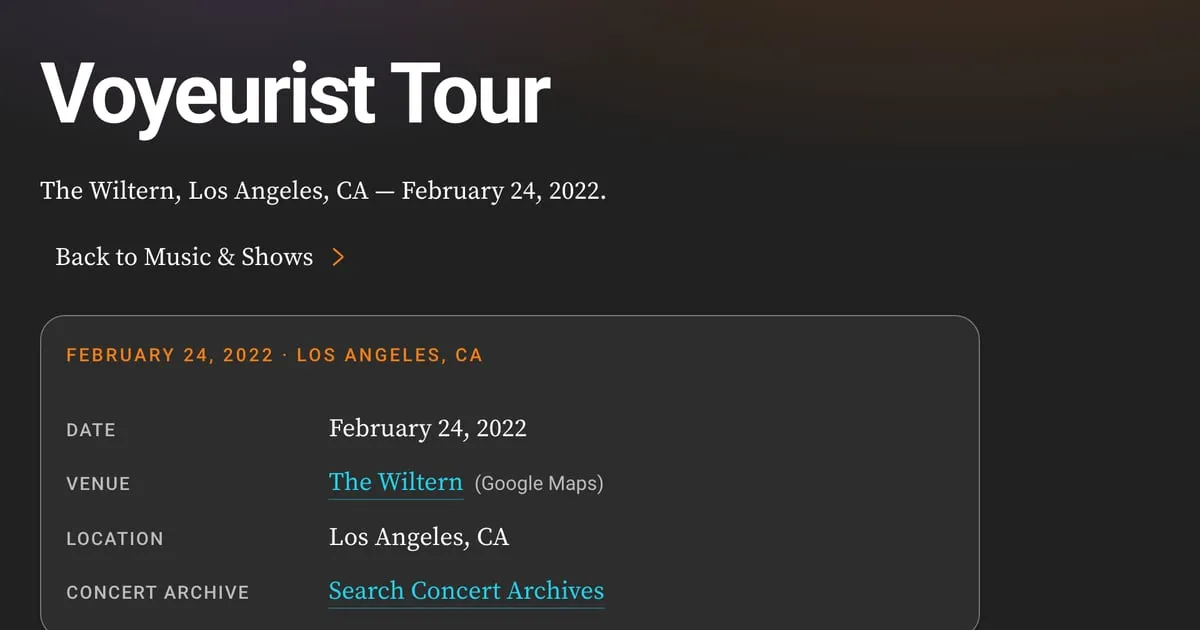 Voyeurist Tour
The Wiltern, Los Angeles, CA — February 24, 2022.
Back to Music & Shows
FEBRUARY 24, 2022 · LOS ANGELES, CA
DATE February 24, 2022
VENUE The Wiltern (Google Maps)
LOCATION Los Angeles, CA
CONCERT ARCHIVE Search Concert Archives